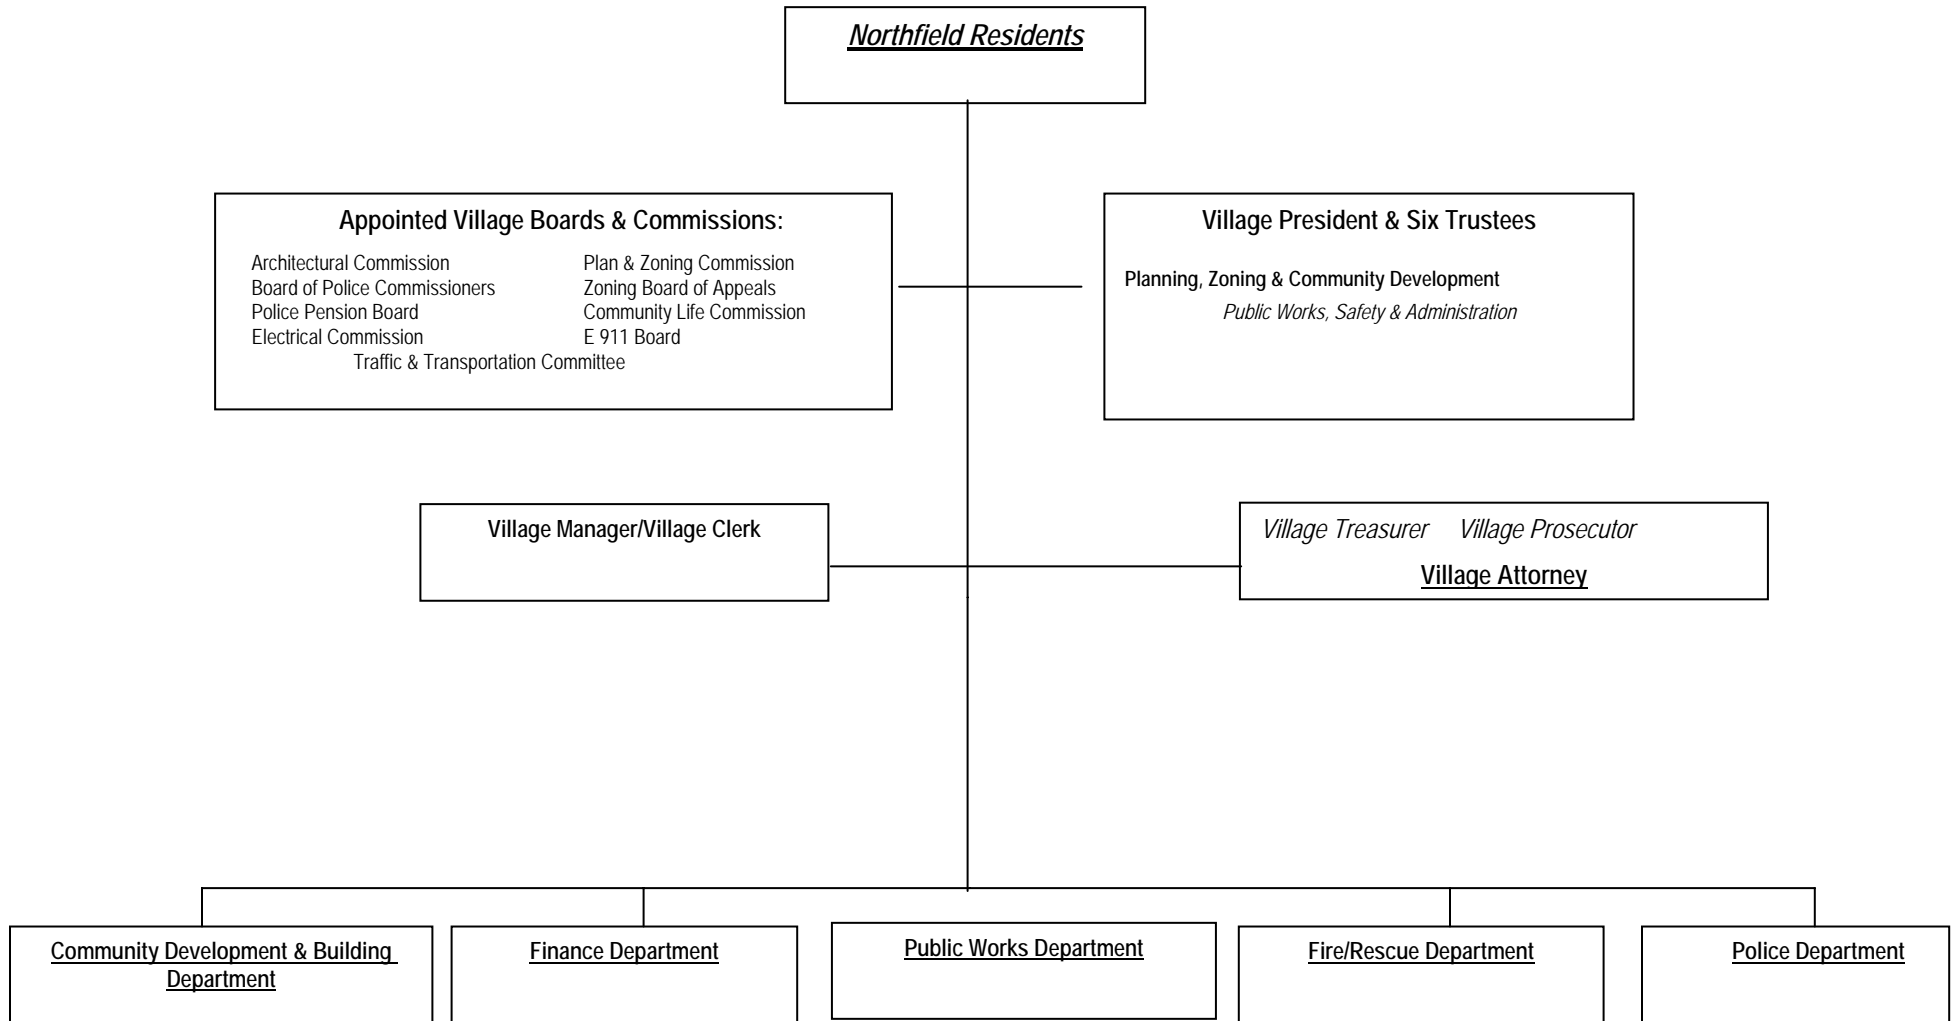 Northfield Residents
Appointed Village Boards & Commissions:
Architectural Commission Plan & Zoning Commission
Board of Police Commissioners Zoning Board of Appeals
Police Pension Board Community Life Commission
Electrical Commission E 911 Board
Traffic & Transportation Committee
Village President & Six Trustees
Planning, Zoning & Community Development
Public Works, Safety & Administration
Village Manager/Village Clerk
Village Treasurer Village Prosecutor
Village Attorney
Community Development & Building
Department
Finance Department
Public Works Department
Fire/Rescue Department
Police Department